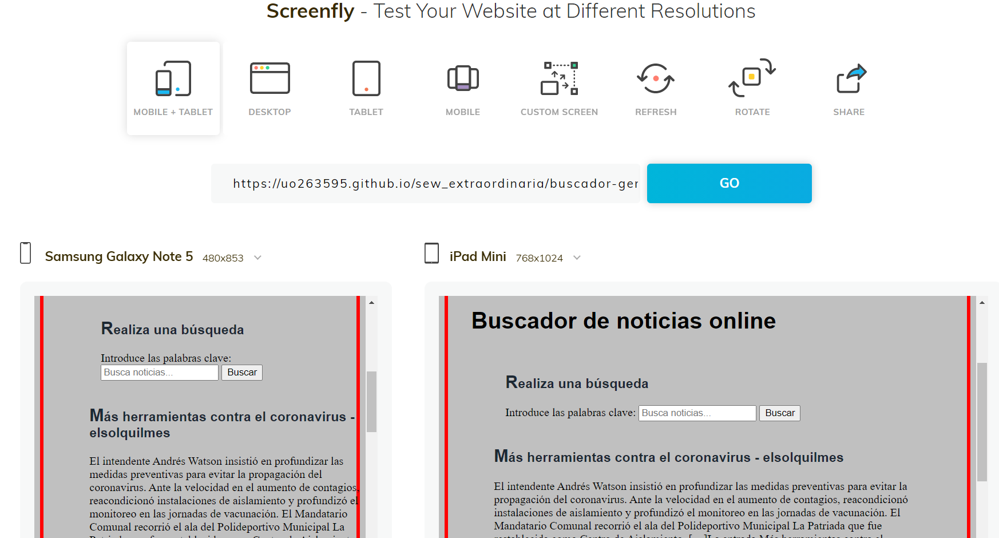 Screenfly - Test Your Website at Different Resolutions
MOBILE + TABLET
DESKTOP
TABLET
MOBILE
CUSTOM SCREEN
REFRESH
ROTATE
SHARE
https://uo263595.github.io/sew_extraordinaria/buscador-ger
GO
Samsung Galaxy Note 5 480x853
Realiza una búsqueda
Introduce las palabras clave:
Busca noticias... Buscar
Más herramientas contra el coronavirus -
elsolquilmes
El intendente Andrés Watson insistió en profundizar las
medidas preventivas para evitar la propagación del
coronavirus. Ante la velocidad en el aumento de contagios,
reacondicionó instalaciones de aislamiento y profundizó el
monitoreo en las jornadas de vacunación. El Mandatario
Comunal recorrió el ala del Polideportivo Municipal La
iPad Mini 768x1024
Buscador de noticias online
Realiza una búsqueda
Introduce las palabras clave: Busca noticias... Buscar
Más herramientas contra el coronavirus - elsolquilmes
El intendente Andrés Watson insistió en profundizar las medidas preventivas para evitar la
propagación del coronavirus. Ante la velocidad en el aumento de contagios, reacondicionó
instalaciones de aislamiento y profundizó el monitoreo en las jornadas de vacunación. El
Mandatario Comunal recorrió el ala del Polideportivo Municipal La Patriada que fue